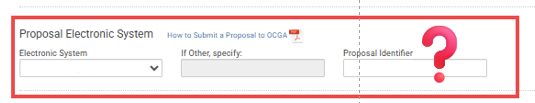 Proposal Electronic System How to Submit a Proposal to OCGA
Electronic System If Other, specify: Proposal Identifier